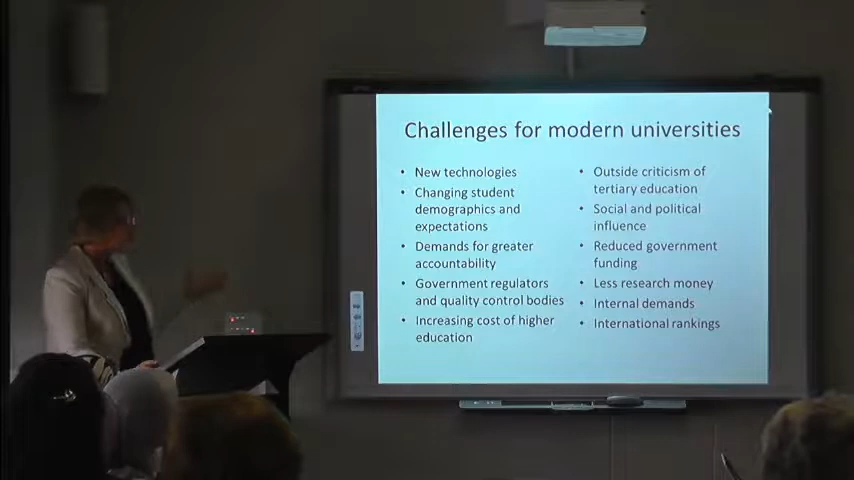 Challenges for modern universities
• New technologies
• Changing student
demographics and
expectations
• Demands for greater
accountability
• Government regulators
and quality control bodies
• Increasing cost of higher
education
• Outside criticism of
tertiary education
• Social and political
influence
• Reduced government
funding
• Less research money
• Internal demands
• International rankings